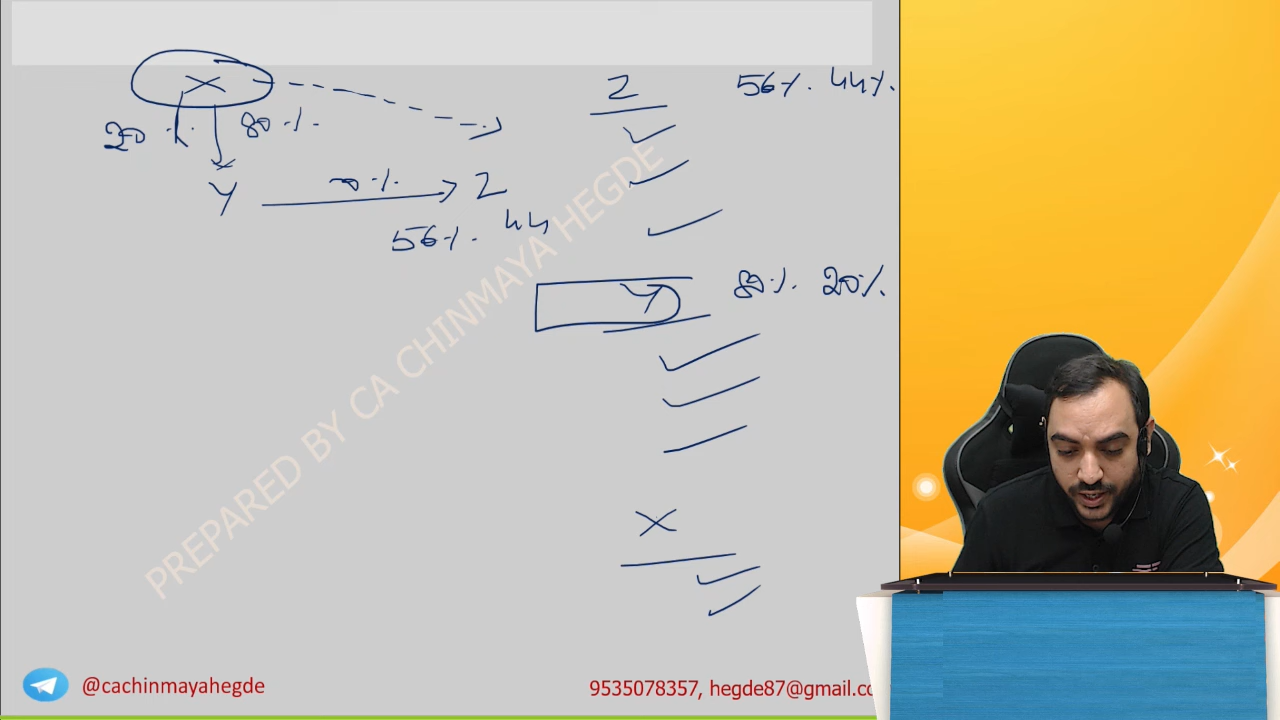 X
20 % 80 %
Y 70 % Z
56 % 44
Z 56 % 44 %
Y 80 % 20 %
X
PREPARED BY CA CHINMAYA HEGDE
@cachinmayahegde
9535078357, hegde87@gmail.co